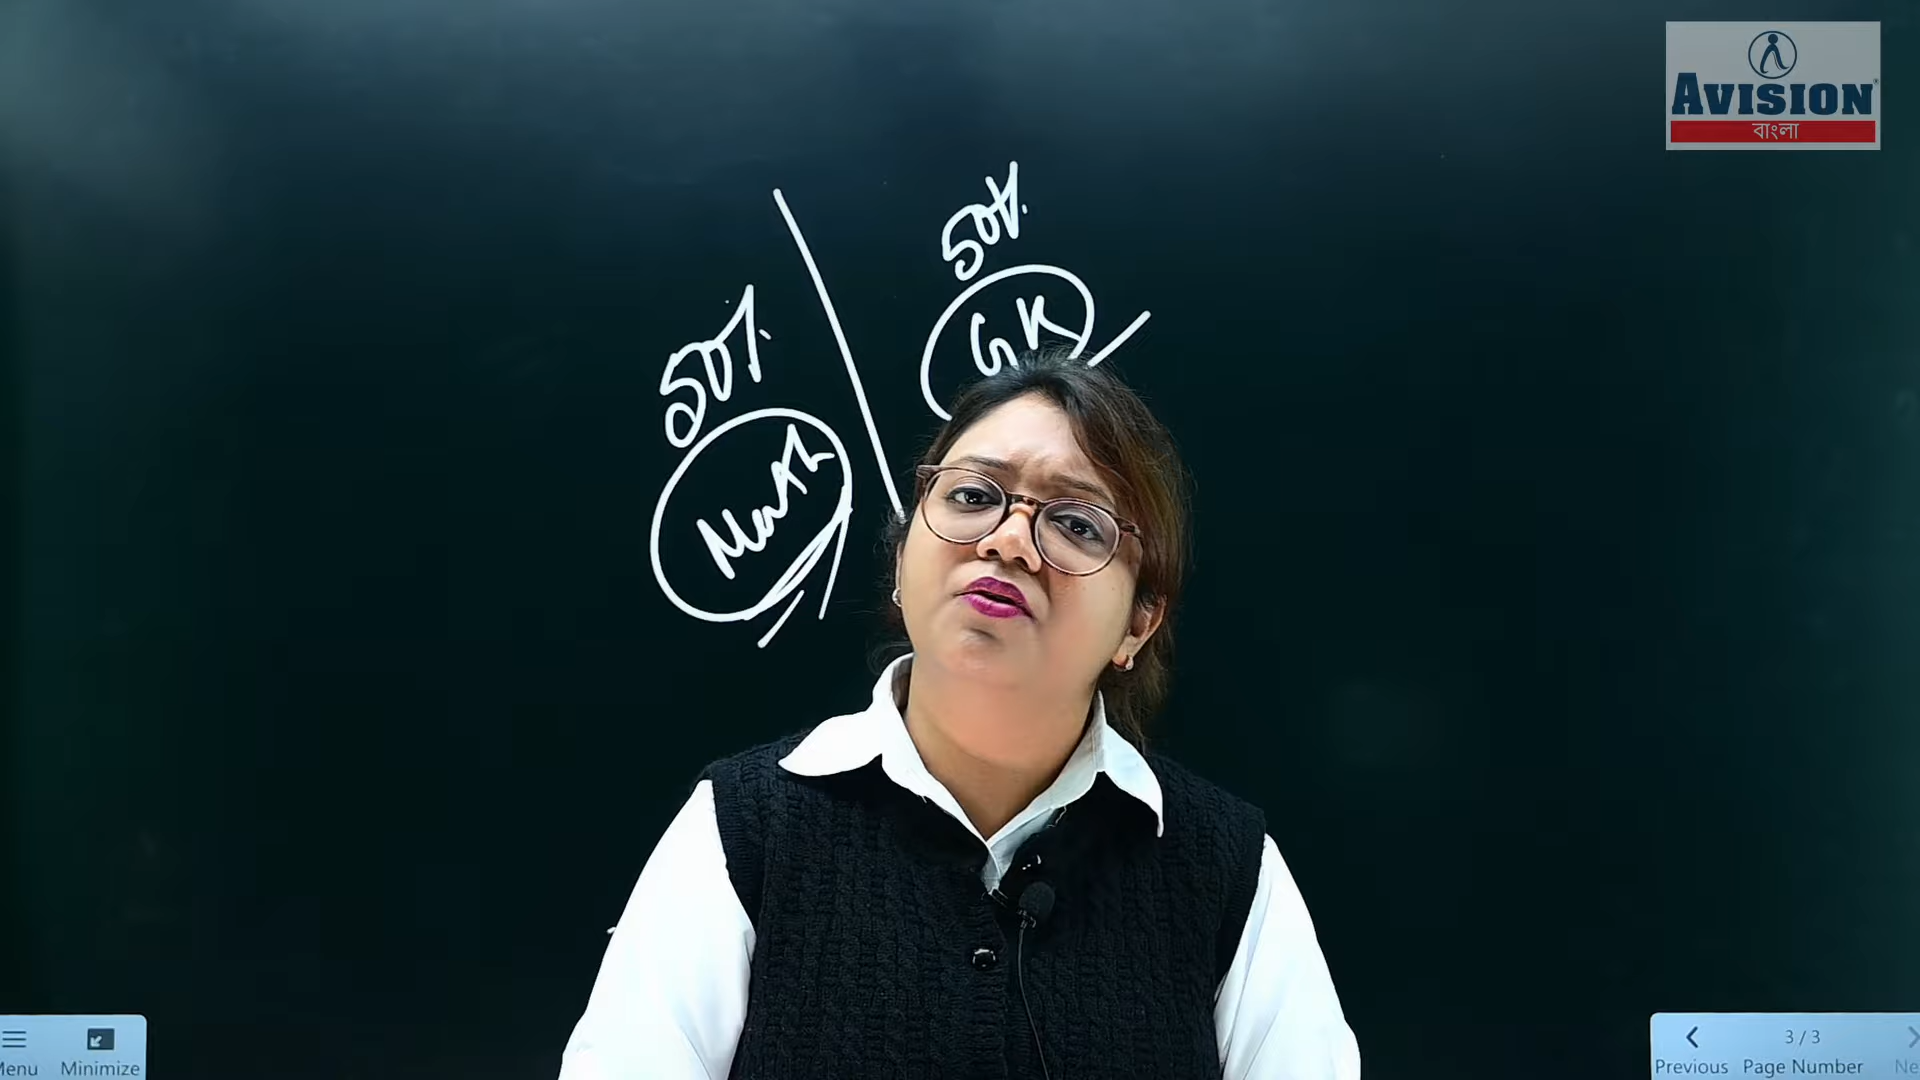 AVISION
বাংলা
50%
GK
50%
Math
Menu
Minimize
Previous
3 / 3
Page Number